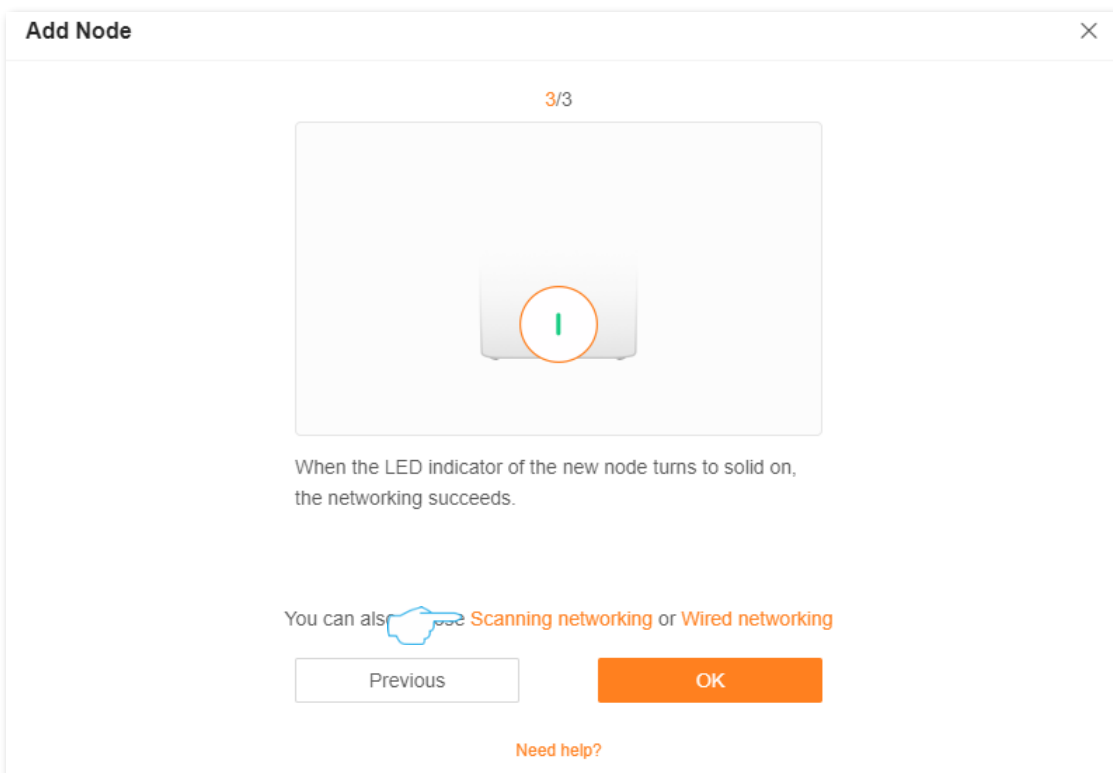 Add Node
3/3
When the LED indicator of the new node turns to solid on,
the networking succeeds.
You can also Scanning networking or Wired networking
Previous
OK
Need help?